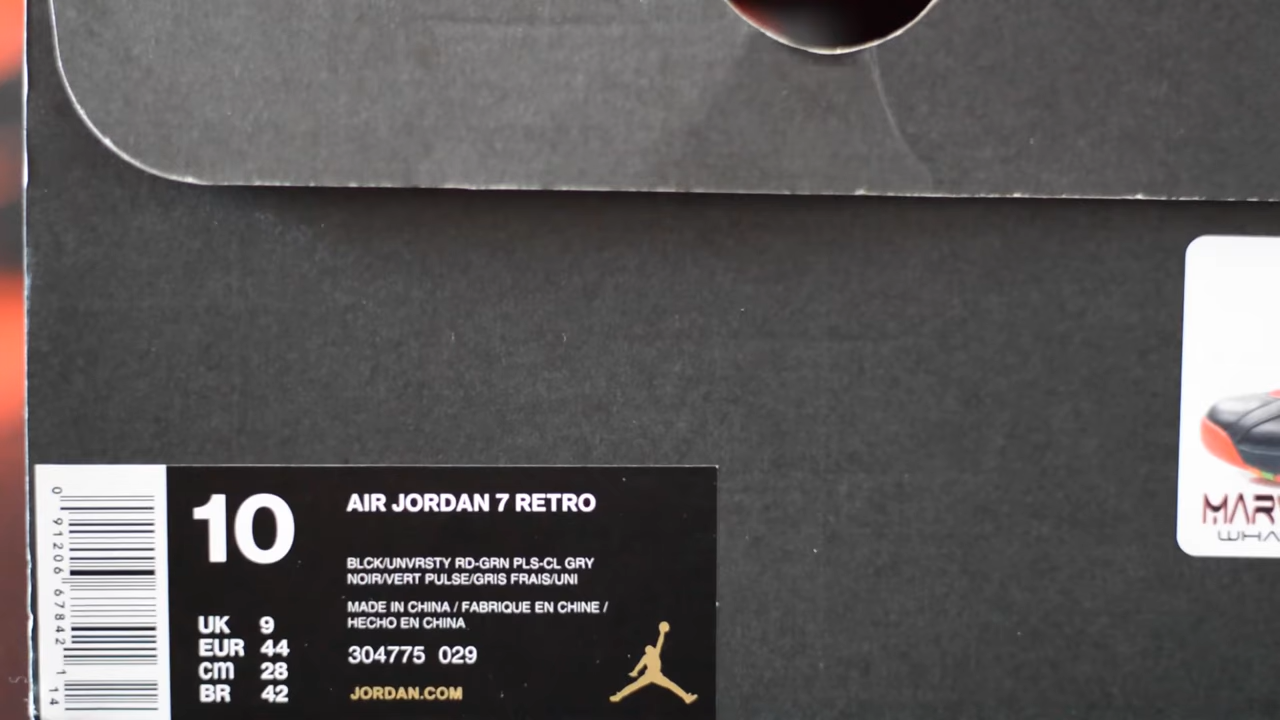 0 91206 67842 1 14
10
AIR JORDAN 7 RETRO
BLCK/UNVRSTY RD-GRN PLS-CL GRY
NOIR/VERT PULSE/GRIS FRAIS/UNI
MADE IN CHINA / FABRIQUE EN CHINE /
HECHO EN CHINA
304775 029
JORDAN.COM
UK 9
EUR 44
cm 28
BR 42
MARV
WHA